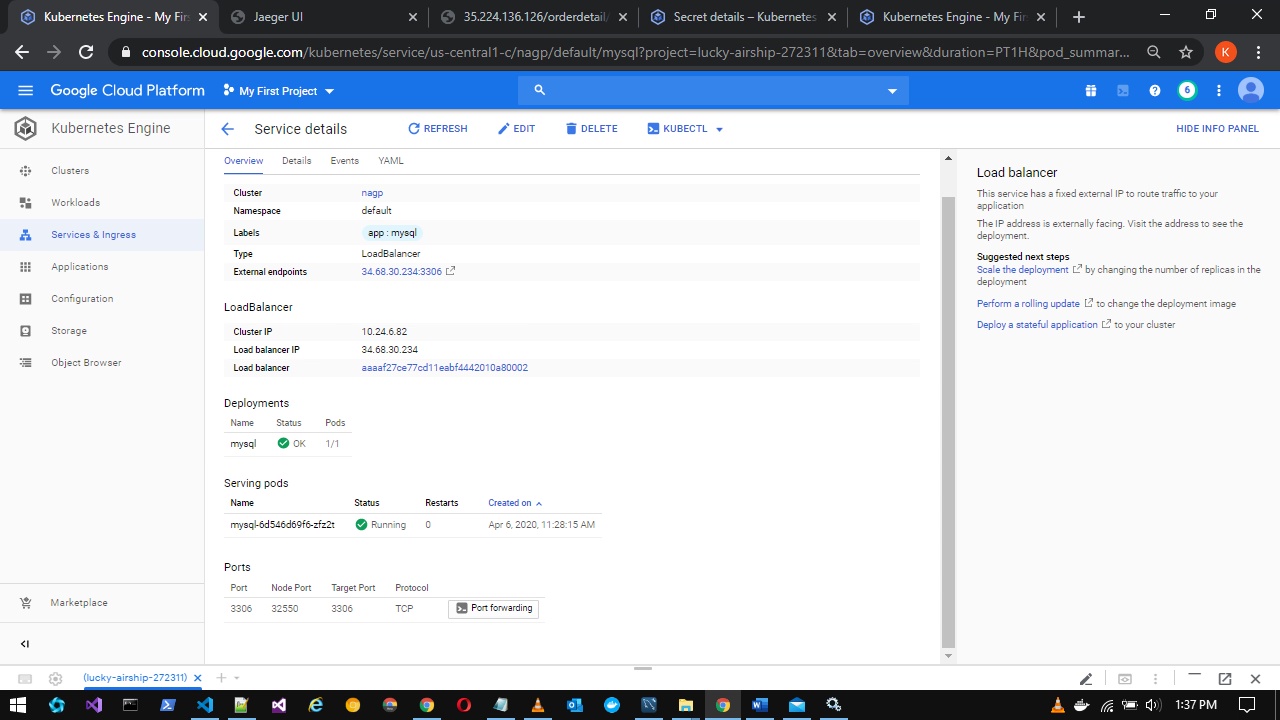 Kubernetes Engine - My Fir
Jaeger UI
35.224.136.126/orderdetail/
Secret details – Kubernetes
Kubernetes Engine - My Fir
console.cloud.google.com/kubernetes/service/us-central1-c/nagp/default/mysql?project=lucky-airship-272311&tab=overview&duration=PT1H&pod_summar...
K
Google Cloud Platform
My First Project
6
Kubernetes Engine
Service details
REFRESH
EDIT
DELETE
KUBECTL
HIDE INFO PANEL
Clusters
Workloads
Services & Ingress
Applications
Configuration
Storage
Object Browser
Marketplace
Overview Details Events YAML
Cluster nagp
Namespace default
Labels app : mysql
Type LoadBalancer
External endpoints 34.68.30.234:3306
LoadBalancer
Cluster IP 10.24.6.82
Load balancer IP 34.68.30.234
Load balancer aaaaf27ce77cd11eabf4442010a80002
Deployments
Name Status Pods
mysql OK 1/1
Serving pods
Name Status Restarts Created on
mysql-6d546d69f6-zfz2t Running 0 Apr 6, 2020, 11:28:15 AM
Ports
Port Node Port Target Port Protocol
3306 32550 3306 TCP Port forwarding
Load balancer
This service has a fixed external IP to route traffic to your
application
The IP address is externally facing. Visit the address to see the
deployment.
Suggested next steps
Scale the deployment by changing the number of replicas in the
deployment
Perform a rolling update to change the deployment image
Deploy a stateful application to your cluster
(lucky-airship-272311)
1:37 PM